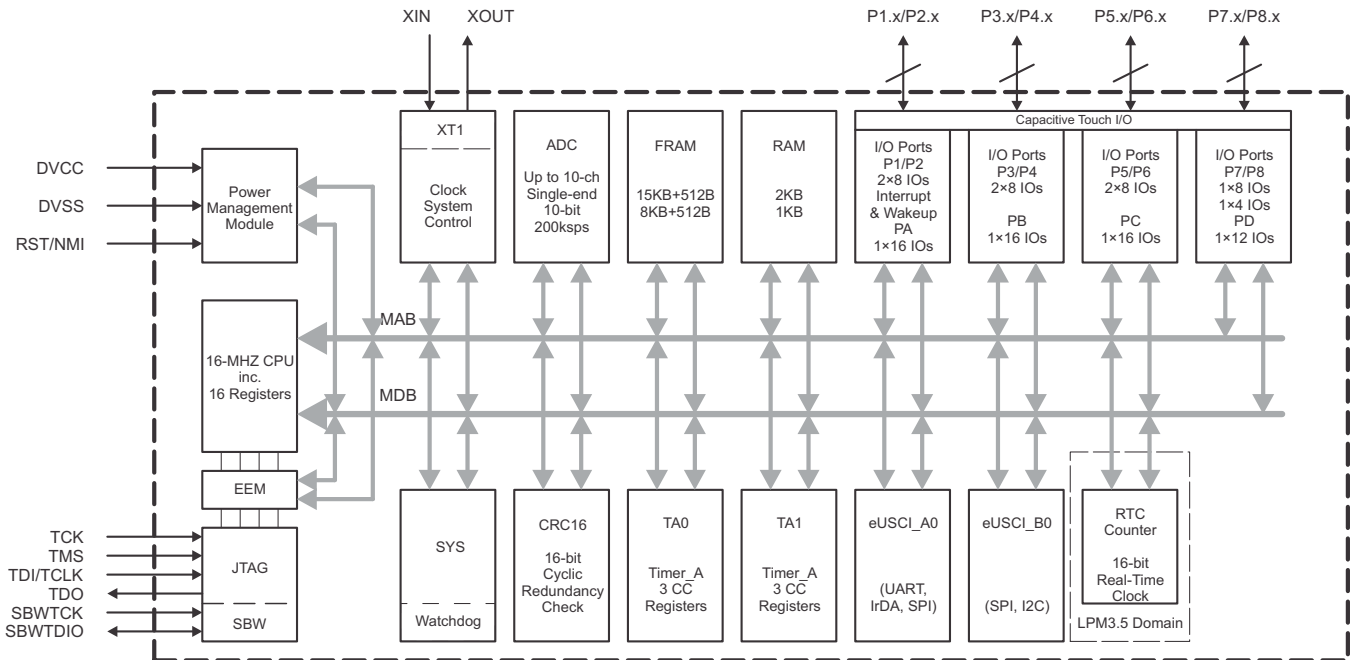 XIN
XOUT
P1.x/P2.x
P3.x/P4.x
P5.x/P6.x
P7.x/P8.x
DVCC
DVSS
RST/NMI
Power
Management
Module
XT1
Clock
System
Control
ADC
Up to 10-ch
Single-end
10-bit
200ksps
FRAM
15KB+512B
8KB+512B
RAM
2KB
1KB
Capacitive Touch I/O
I/O Ports
P1/P2
2×8 IOs
Interrupt
& Wakeup
PA
1×16 IOs
I/O Ports
P3/P4
2×8 IOs
PB
1×16 IOs
I/O Ports
P5/P6
2×8 IOs
PC
1×16 IOs
I/O Ports
P7/P8
1×8 IOs
1×4 IOs
PD
1×12 IOs
MAB
16-MHZ CPU
inc.
16 Registers
MDB
EEM
TCK
TMS
TDI/TCLK
TDO
SBWTCK
SBWTDIO
JTAG
SBW
SYS
Watchdog
CRC16
16-bit
Cyclic
Redundancy
Check
TA0
Timer_A
3 CC
Registers
TA1
Timer_A
3 CC
Registers
eUSCI_A0
(UART,
IrDA, SPI)
eUSCI_B0
(SPI, I2C)
RTC
Counter
16-bit
Real-Time
Clock
LPM3.5 Domain